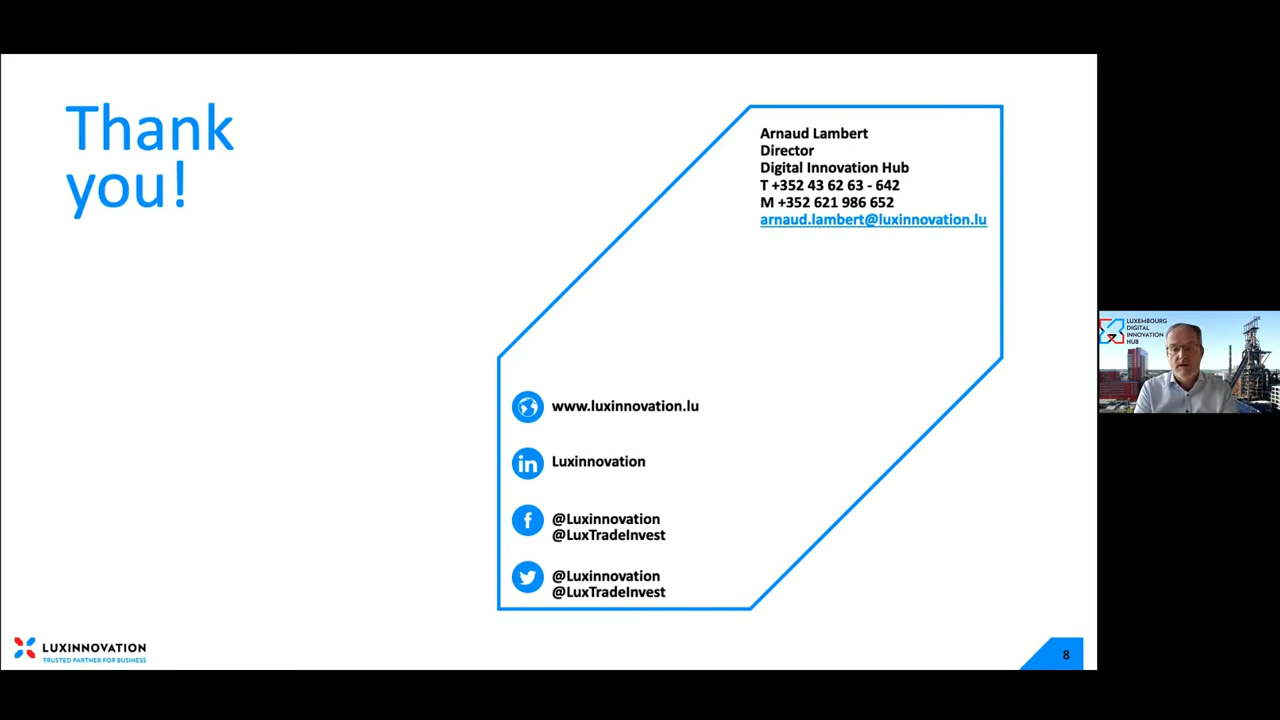 Thank
you!
Arnaud Lambert
Director
Digital Innovation Hub
T +352 43 62 63 - 642
M +352 621 986 652
arnaud.lambert@luxinnovation.lu
www.luxinnovation.lu
in
Luxinnovation
f
@Luxinnovation
@LuxTradeInvest
@Luxinnovation
@LuxTradeInvest
LUXINNOVATION
TRUSTED PARTNER FOR BUSINESS
8
LUXEMBOURG
DIGITAL
INNOVATION
HUB